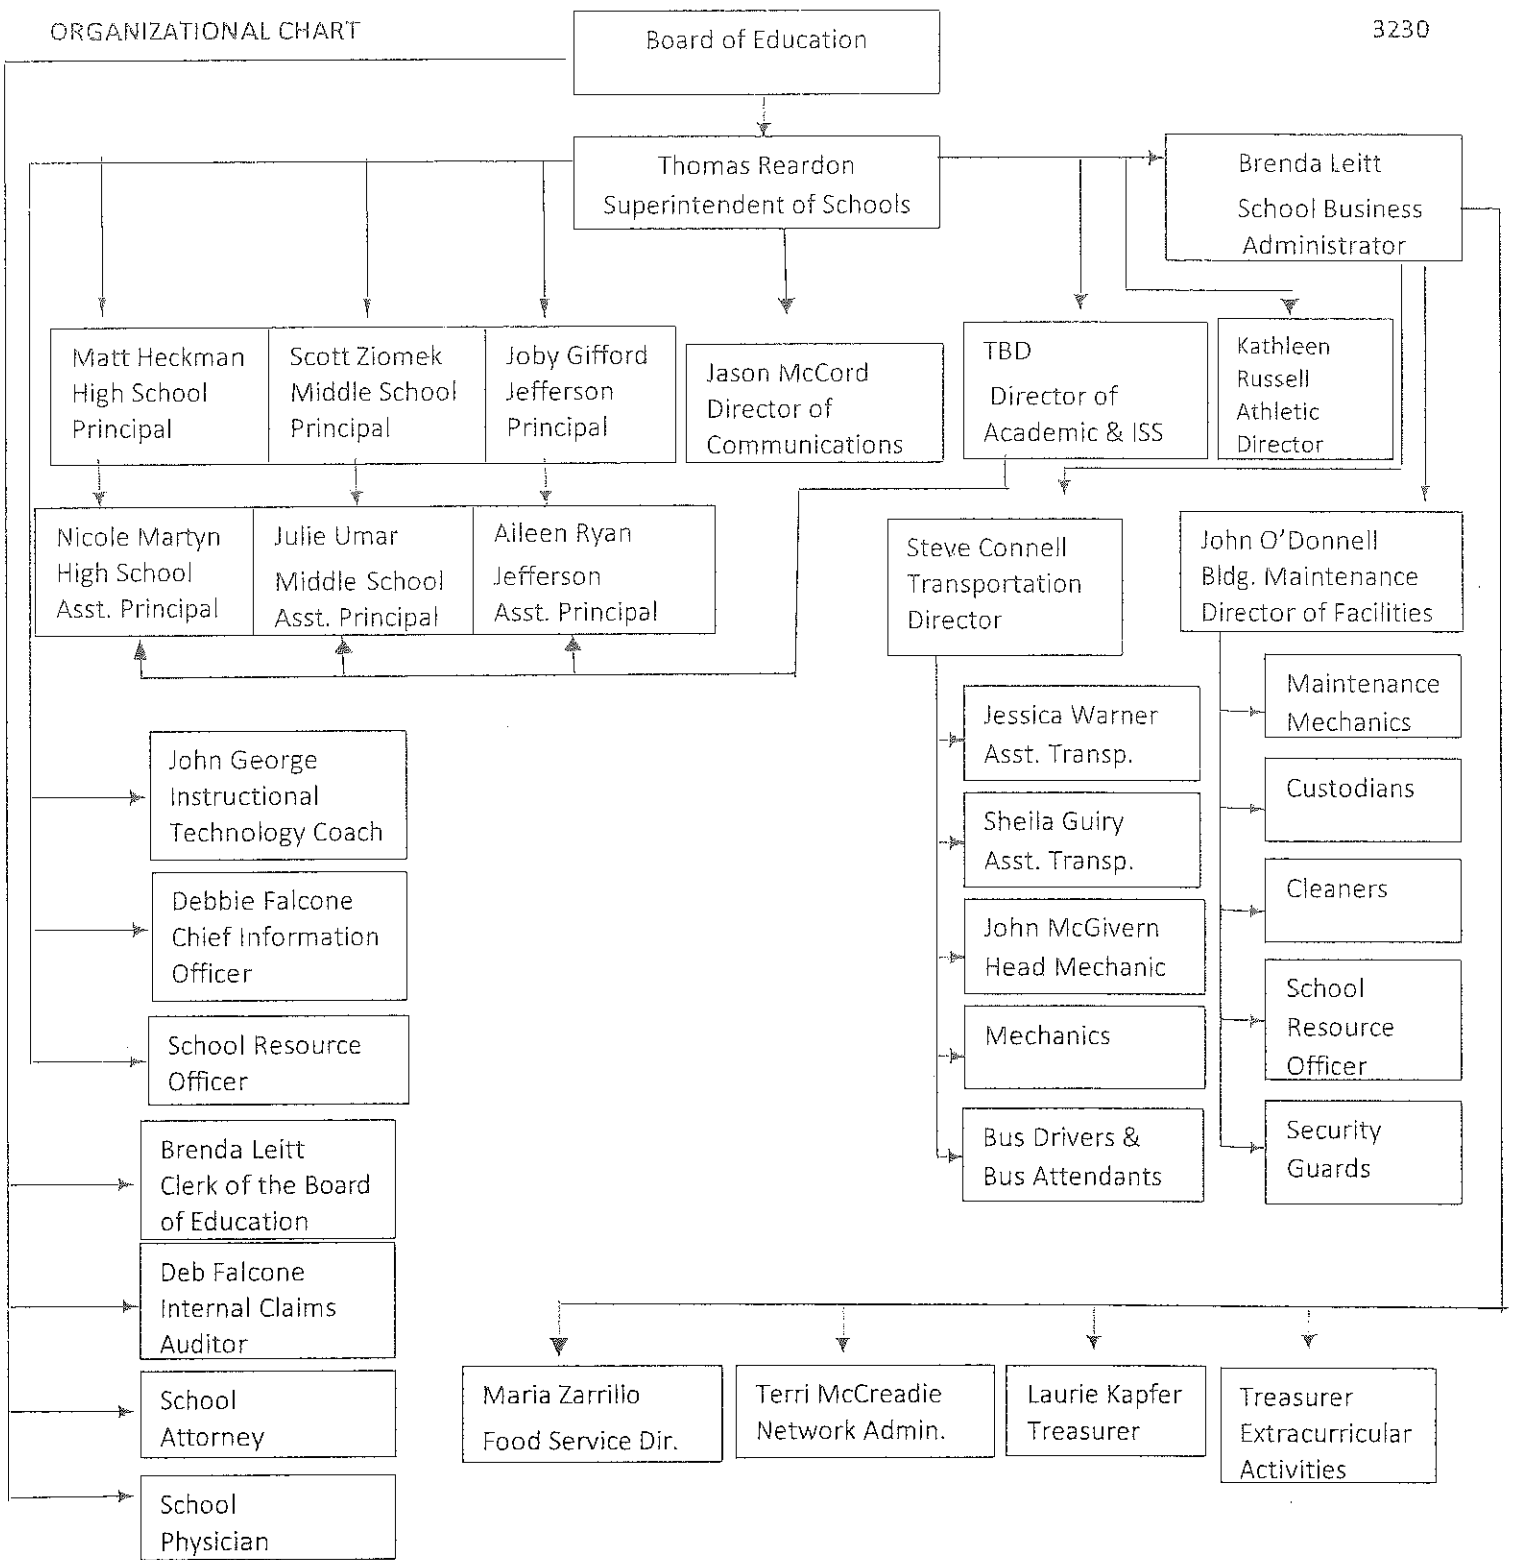 ORGANIZATIONAL CHART
3230
Board of Education
Thomas Reardon
Superintendent of Schools
Brenda Leitt
School Business
Administrator
Matt Heckman
High School
Principal
Scott Ziomek
Middle School
Principal
Joby Gifford
Jefferson
Principal
Jason McCord
Director of
Communications
TBD
Director of
Academic & ISS
Kathleen
Russell
Athletic
Director
Nicole Martyn
High School
Asst. Principal
Julie Umar
Middle School
Asst. Principal
Aileen Ryan
Jefferson
Asst. Principal
Steve Connell
Transportation
Director
John O'Donnell
Bldg. Maintenance
Director of Facilities
Jessica Warner
Asst. Transp.
Sheila Guiry
Asst. Transp.
John McGivern
Head Mechanic
Mechanics
Bus Drivers &
Bus Attendants
Maintenance
Mechanics
Custodians
Cleaners
School
Resource
Officer
Security
Guards
John George
Instructional
Technology Coach
Debbie Falcone
Chief Information
Officer
School Resource
Officer
Brenda Leitt
Clerk of the Board
of Education
Deb Falcone
Internal Claims
Auditor
School
Attorney
School
Physician
Maria Zarrillo
Food Service Dir.
Terri McCreadie
Network Admin.
Laurie Kapfer
Treasurer
Treasurer
Extracurricular
Activities